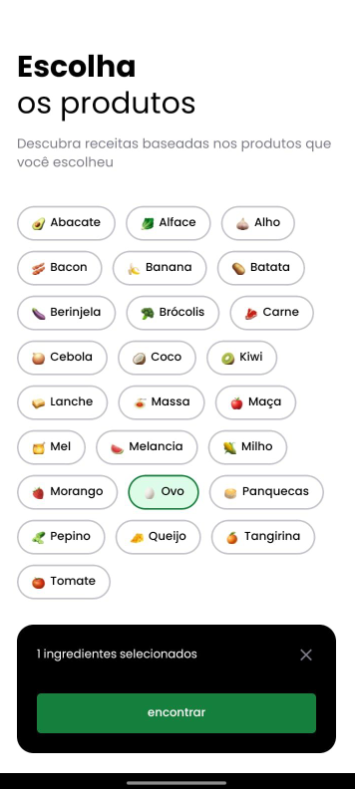 Escolha
os produtos
Descubra receitas baseadas nos produtos que
você escolheu
Abacate Alface Alho
Bacon Banana Batata
Berinjela Brócolis Carne
Cebola Coco Kiwi
Lanche Massa Maça
Mel Melancia Milho
Morango Ovo Panquecas
Pepino Queijo Tangirina
Tomate
1 ingredientes selecionados
encontrar